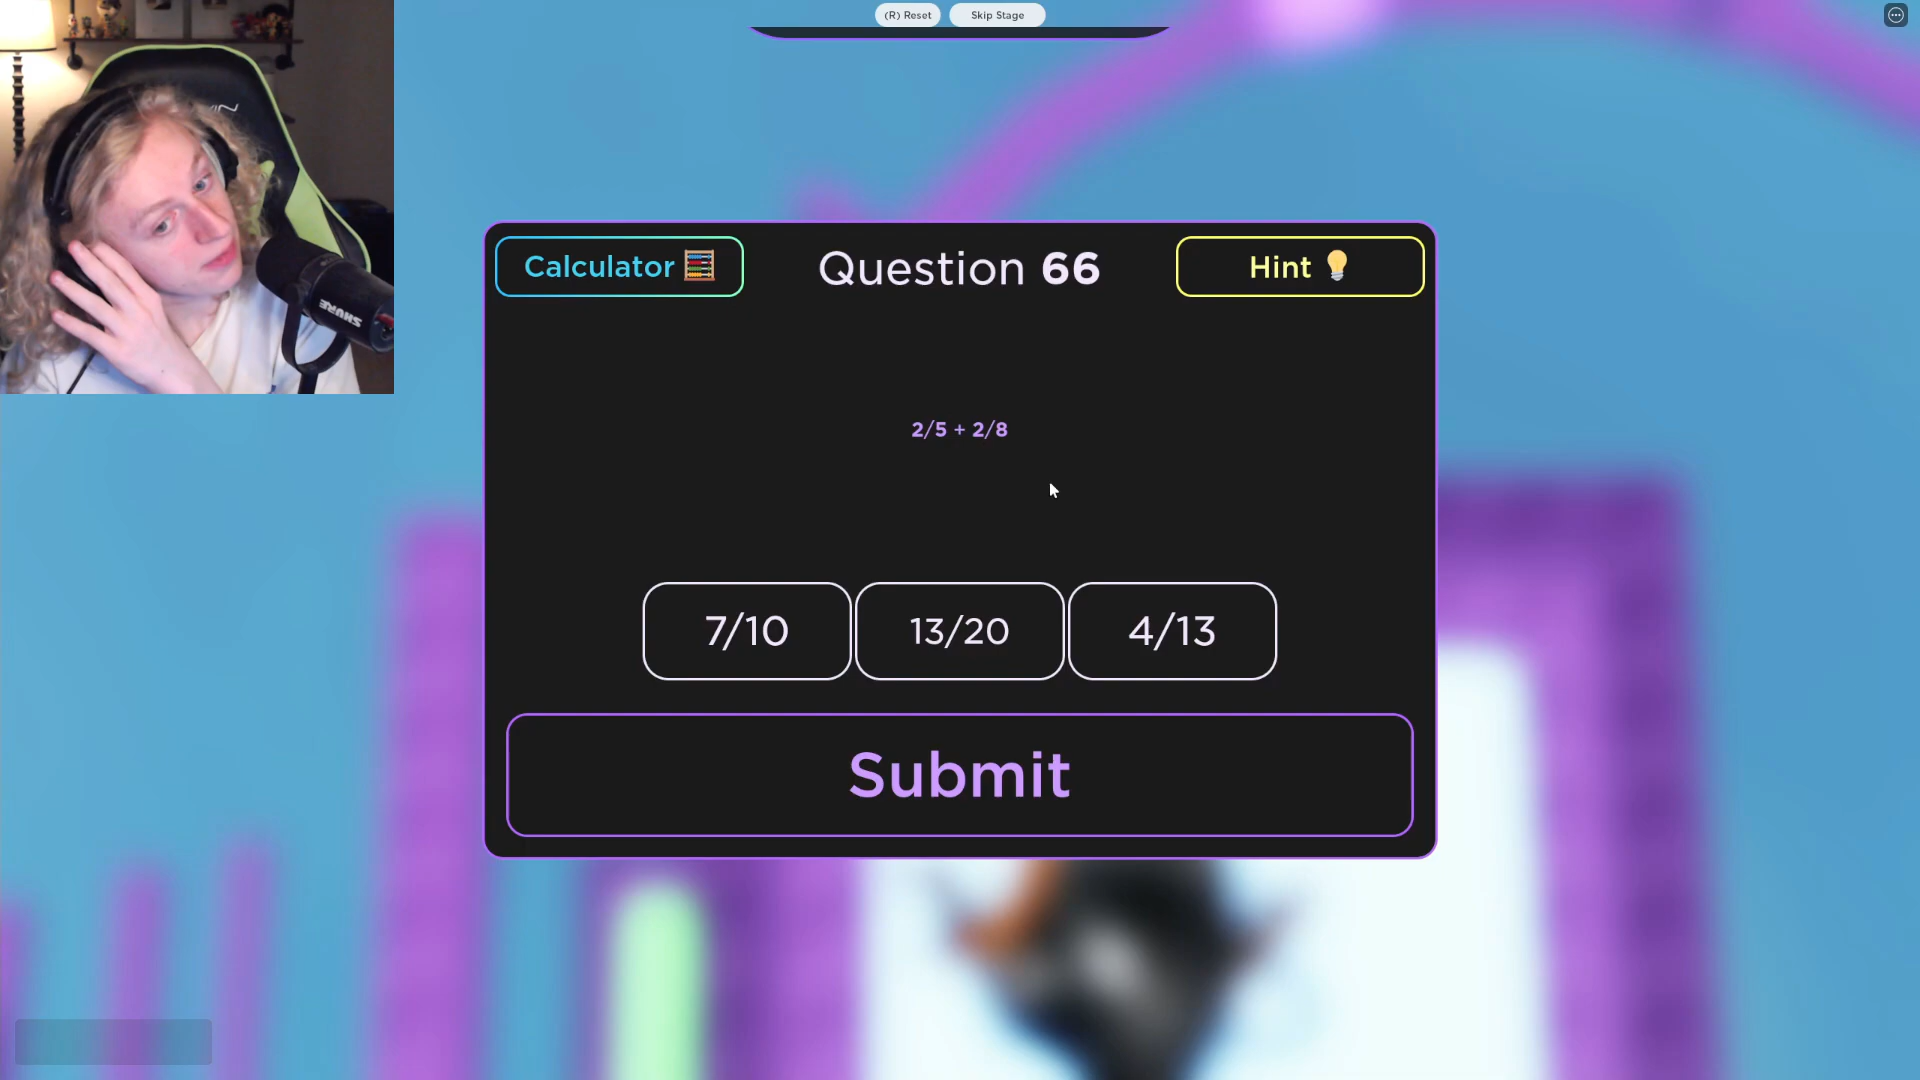 (R) Reset
Skip Stage
Calculator
Question 66
Hint
2/5 + 2/8
7/10
13/20
4/13
Submit
SHURE